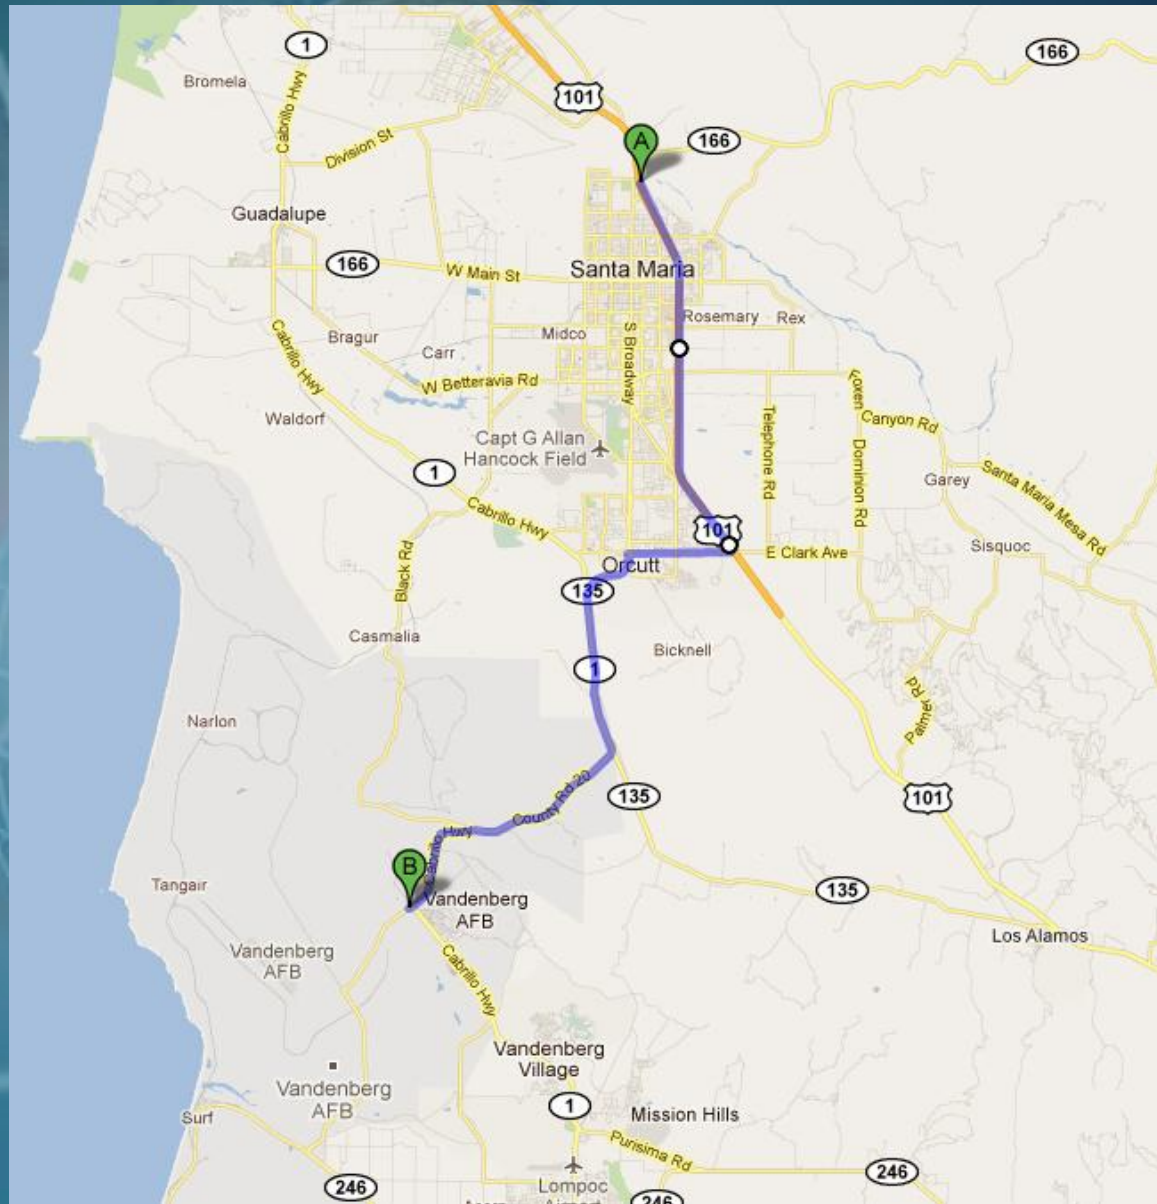 1
166
Bromela
101
Cabrillo Hwy
A
166
Division St
Guadalupe
166
W Main St
Santa Maria
Rosemary
Rex
Cabrillo Hwy
Bragur
Midco
S Broadway
Carr
W Betteravia Rd
Foxen
Canyon Rd
Waldorf
Telephone Rd
Dominion Rd
Capt G Allan
Hancock Field
1
Garey
Santa Maria Mesa Rd
Cabrillo Hwy
101
E Clark Ave
Sisquoc
Black Rd
Orcutt
135
Casmalia
Bicknell
1
Palmer Rd
Narlon
135
101
County Rd 20
Cabrillo Hwy
B
Tangair
135
Vandenberg
AFB
Los Alamos
Vandenberg
AFB
Cabrillo Hwy
Vandenberg
Village
Vandenberg
AFB
1
Mission Hills
Surf
Purisima Rd
246
246
Lompoc
246